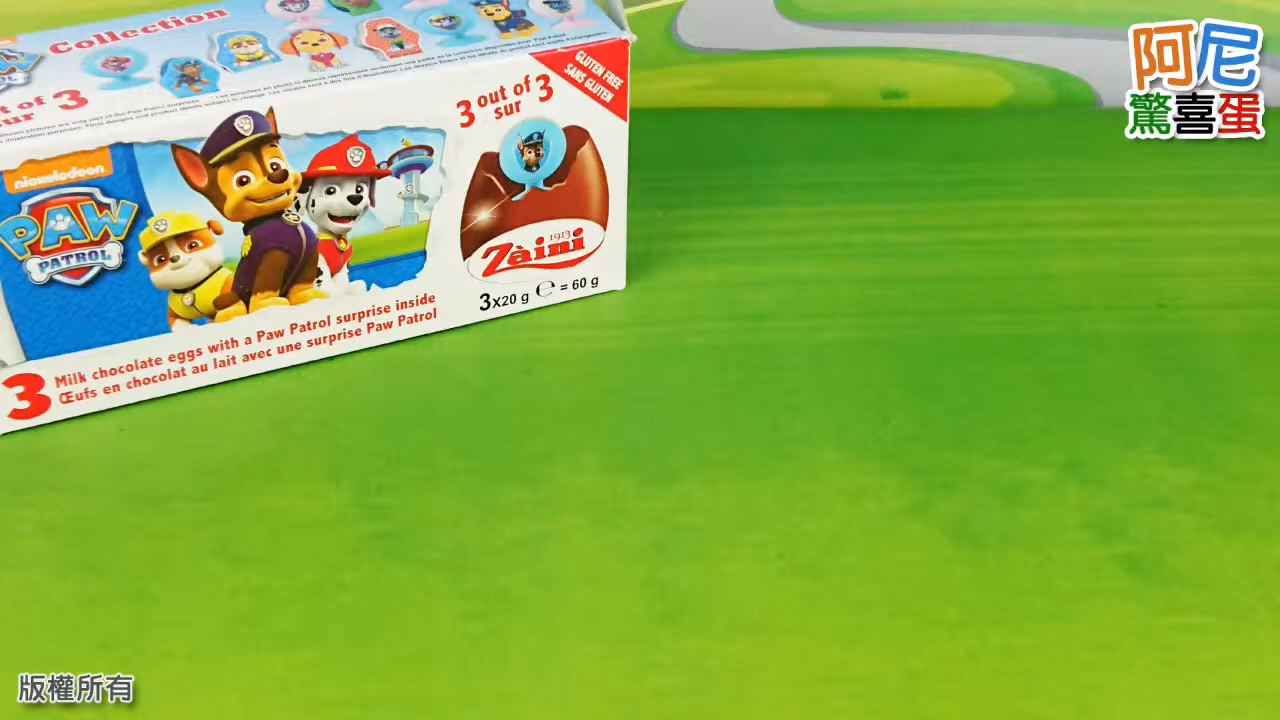 Collection
t of 3
sur
nickelodeon
PAW
PATROL
3 out of 3
sur
GLUTEN FREE
SANS GLUTEN
1913
Zàini
3x20 g e = 60 g
3
Milk chocolate eggs with a Paw Patrol surprise inside
Œufs en chocolat au lait avec une surprise Paw Patrol
阿尼
驚喜蛋
版權所有